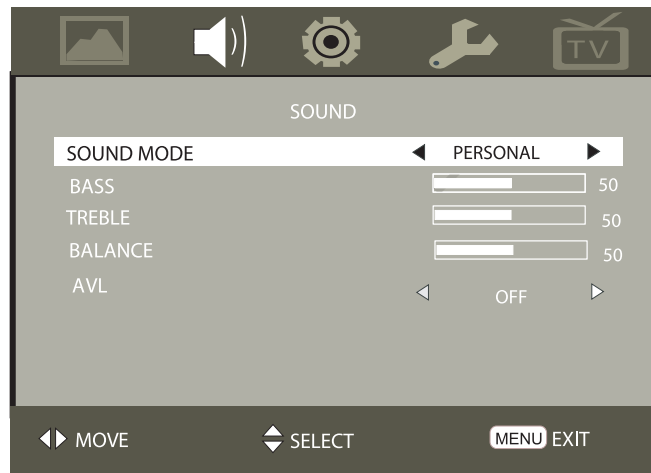 TV
SOUND
SOUND MODE PERSONAL
BASS 50
TREBLE 50
BALANCE 50
AVL OFF
MOVE SELECT MENU EXIT